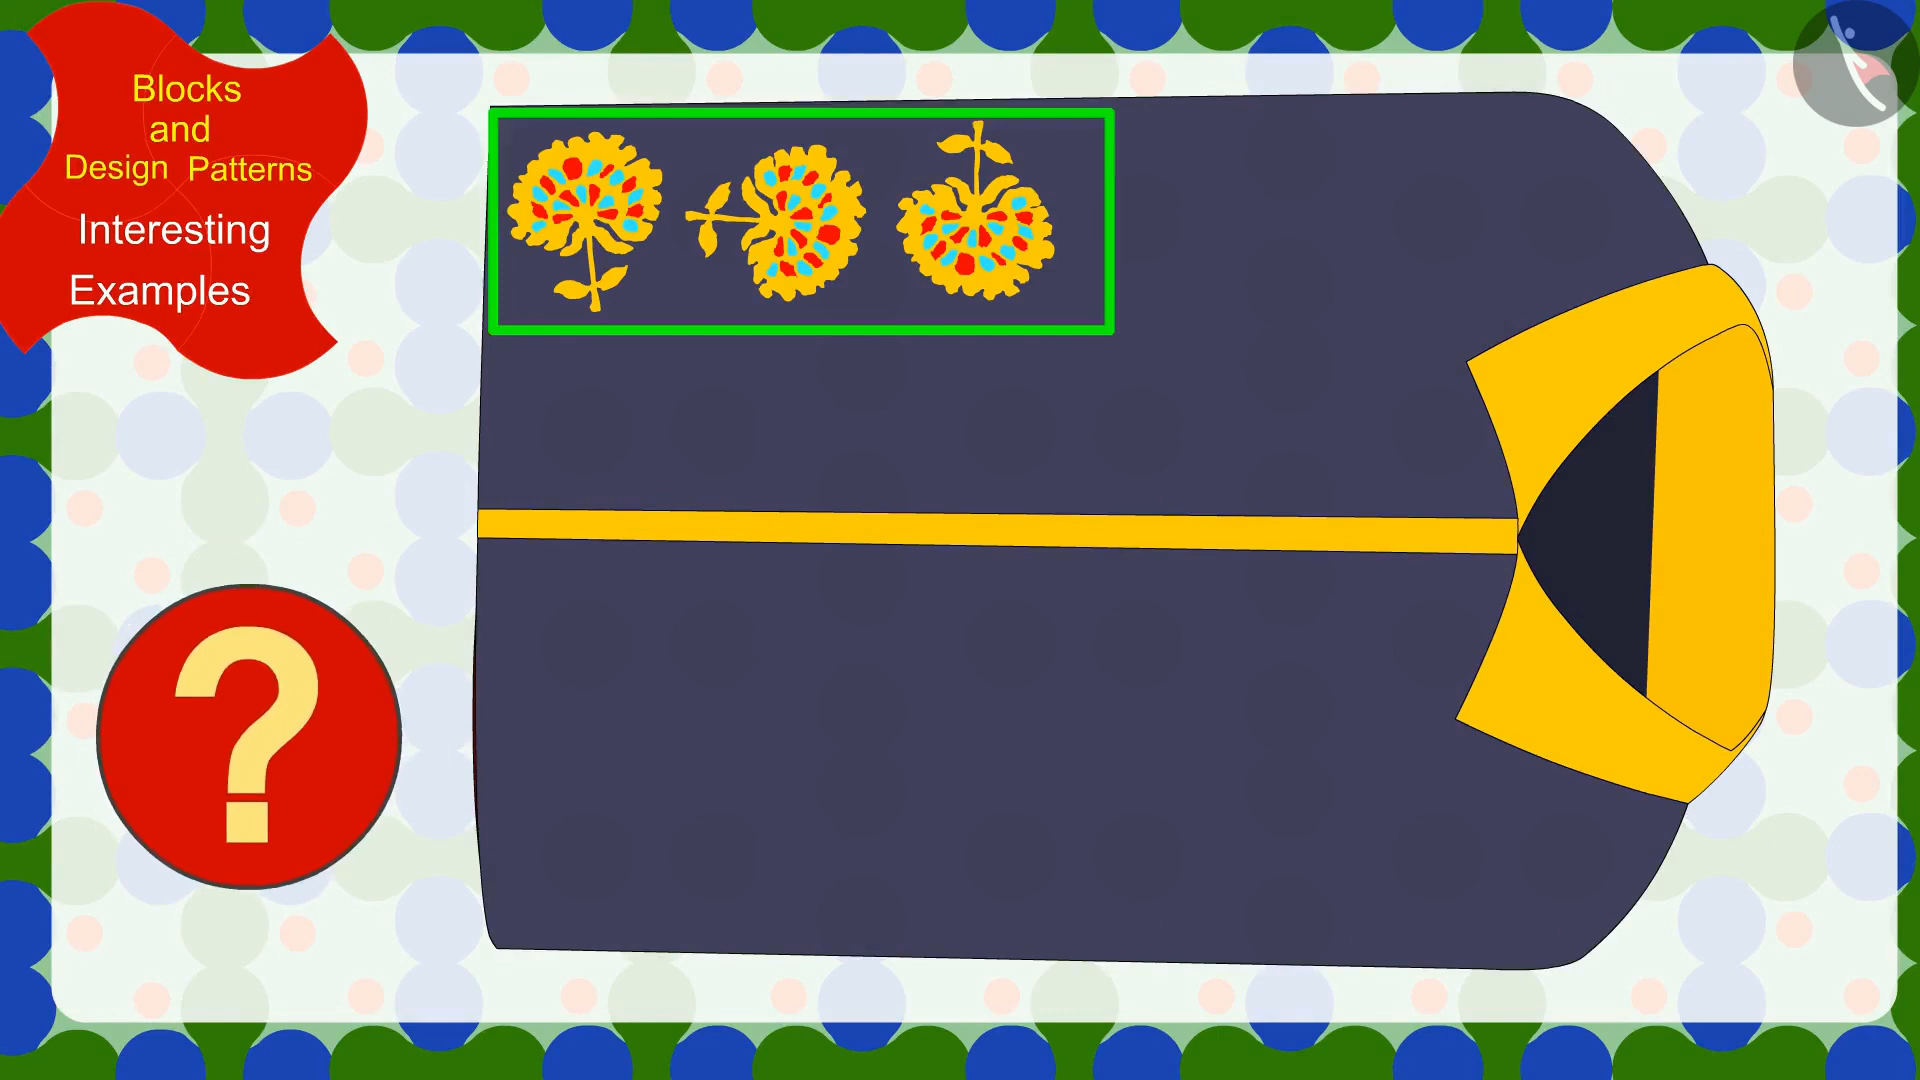 Blocks
and
Design Patterns
Interesting
Examples
?